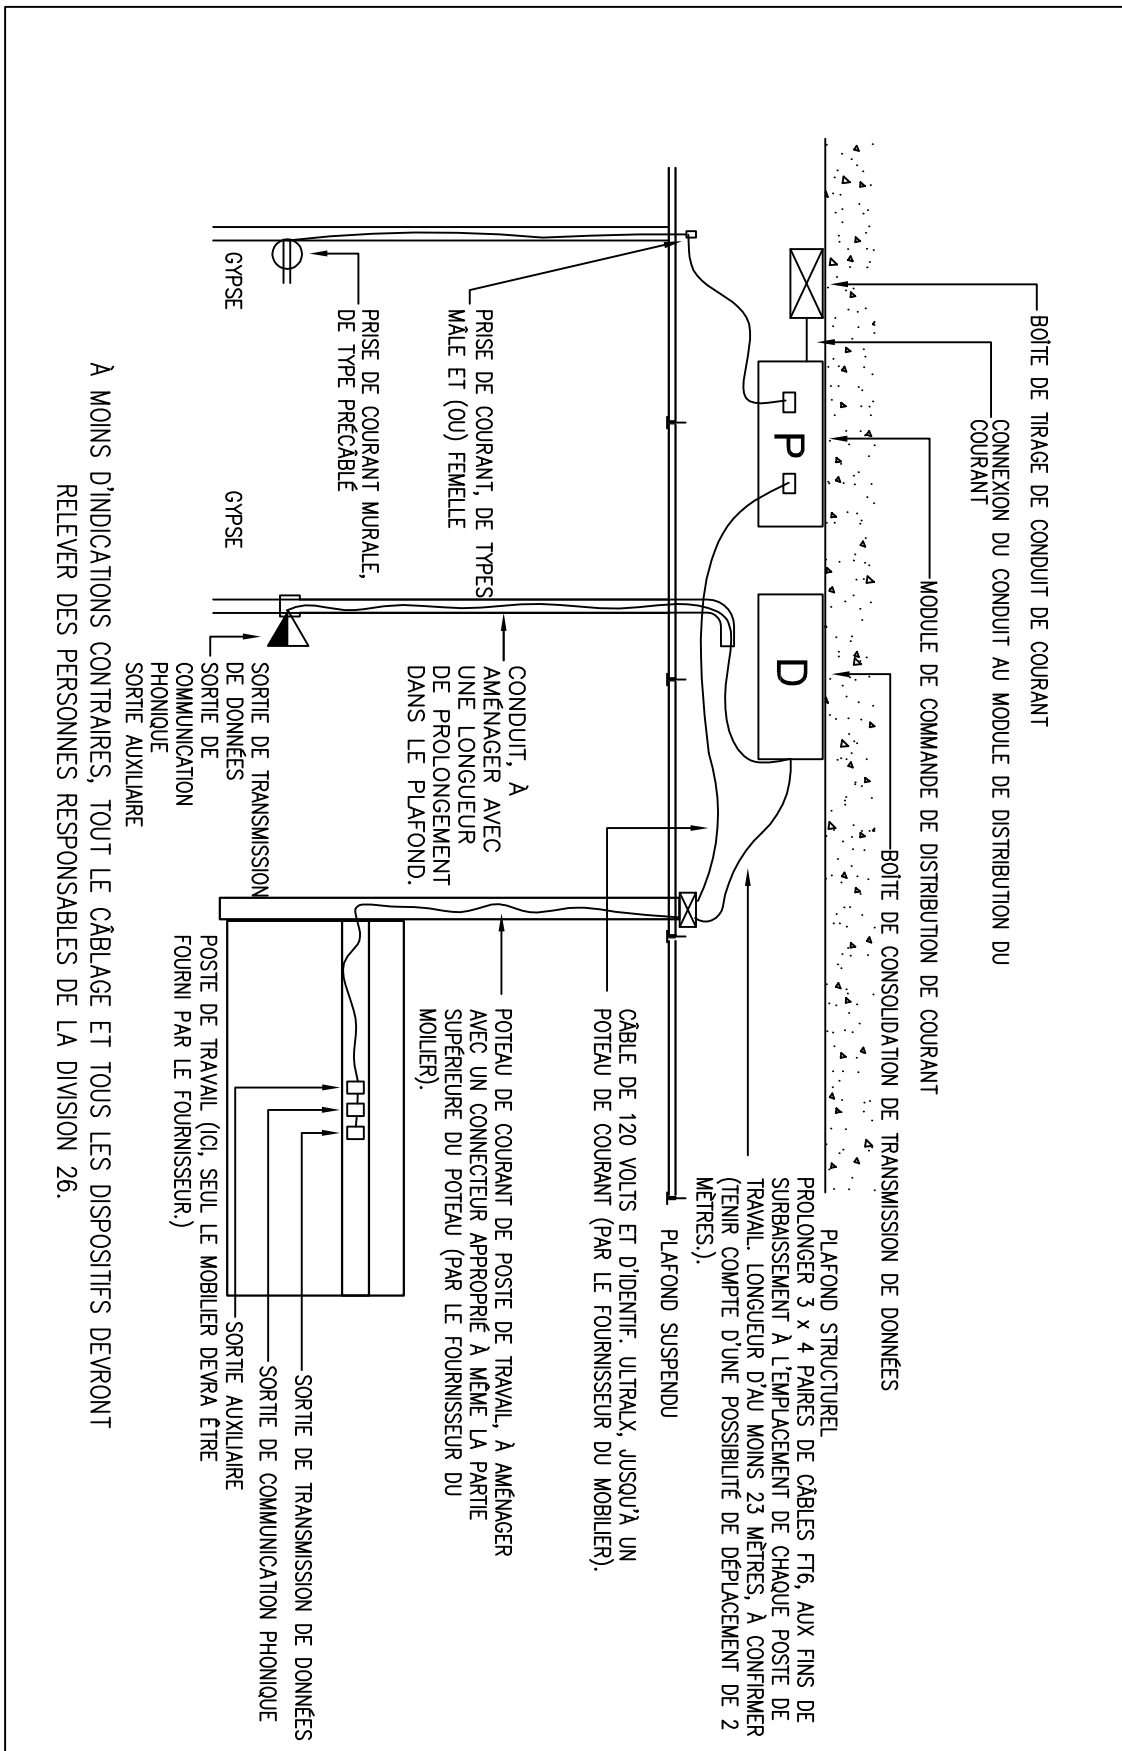 BOÎTE DE TIRAGE DE CONDUIT DE COURANT
CONNEXION DU CONDUIT AU MODULE DE DISTRIBUTION DU
COURANT
MODULE DE COMMANDE DE DISTRIBUTION DE COURANT
BOÎTE DE CONSOLIDATION DE TRANSMISSION DE DONNÉES
P
D
PLAFOND STRUCTUREL
PROLONGER 3 x 4 PAIRES DE CÂBLES FT6, AUX FINS DE
SURBAISSEMENT À L'EMPLACEMENT DE CHAQUE POSTE DE
TRAVAIL. LONGUEUR D'AU MOINS 23 MÈTRES, À CONFIRMER
(TENIR COMPTE D'UNE POSSIBILITÉ DE DÉPLACEMENT DE 2
MÈTRES.).
PLAFOND SUSPENDU
CÂBLE DE 120 VOLTS ET D'IDENTIF. ULTRALX, JUSQU'À UN
POTEAU DE COURANT (PAR LE FOURNISSEUR DU MOBILIER).
PRISE DE COURANT, DE TYPES
MÂLE ET (OU) FEMELLE
CONDUIT, À
AMÉNAGER AVEC
UNE LONGUEUR
DE PROLONGEMENT
DANS LE PLAFOND.
POTEAU DE COURANT DE POSTE DE TRAVAIL, À AMÉNAGER
AVEC UN CONNECTEUR APPROPRIÉ À MÊME LA PARTIE
SUPÉRIEURE DU POTEAU (PAR LE FOURNISSEUR DU
MOILIER).
PRISE DE COURANT MURALE,
DE TYPE PRÉCÂBLÉ
GYPSE
GYPSE
SORTIE DE TRANSMISSION
DE DONNÉES
SORTIE DE
COMMUNICATION
PHONIQUE
SORTIE AUXILIAIRE
SORTIE DE TRANSMISSION DE DONNÉES
SORTIE DE COMMUNICATION PHONIQUE
SORTIE AUXILIAIRE
POSTE DE TRAVAIL (ICI, SEUL LE MOBILIER DEVRA ÊTRE
FOURNI PAR LE FOURNISSEUR.)
À MOINS D'INDICATIONS CONTRAIRES, TOUT LE CÂBLAGE ET TOUS LES DISPOSITIFS DEVRONT
RELEVER DES PERSONNES RESPONSABLES DE LA DIVISION 26.